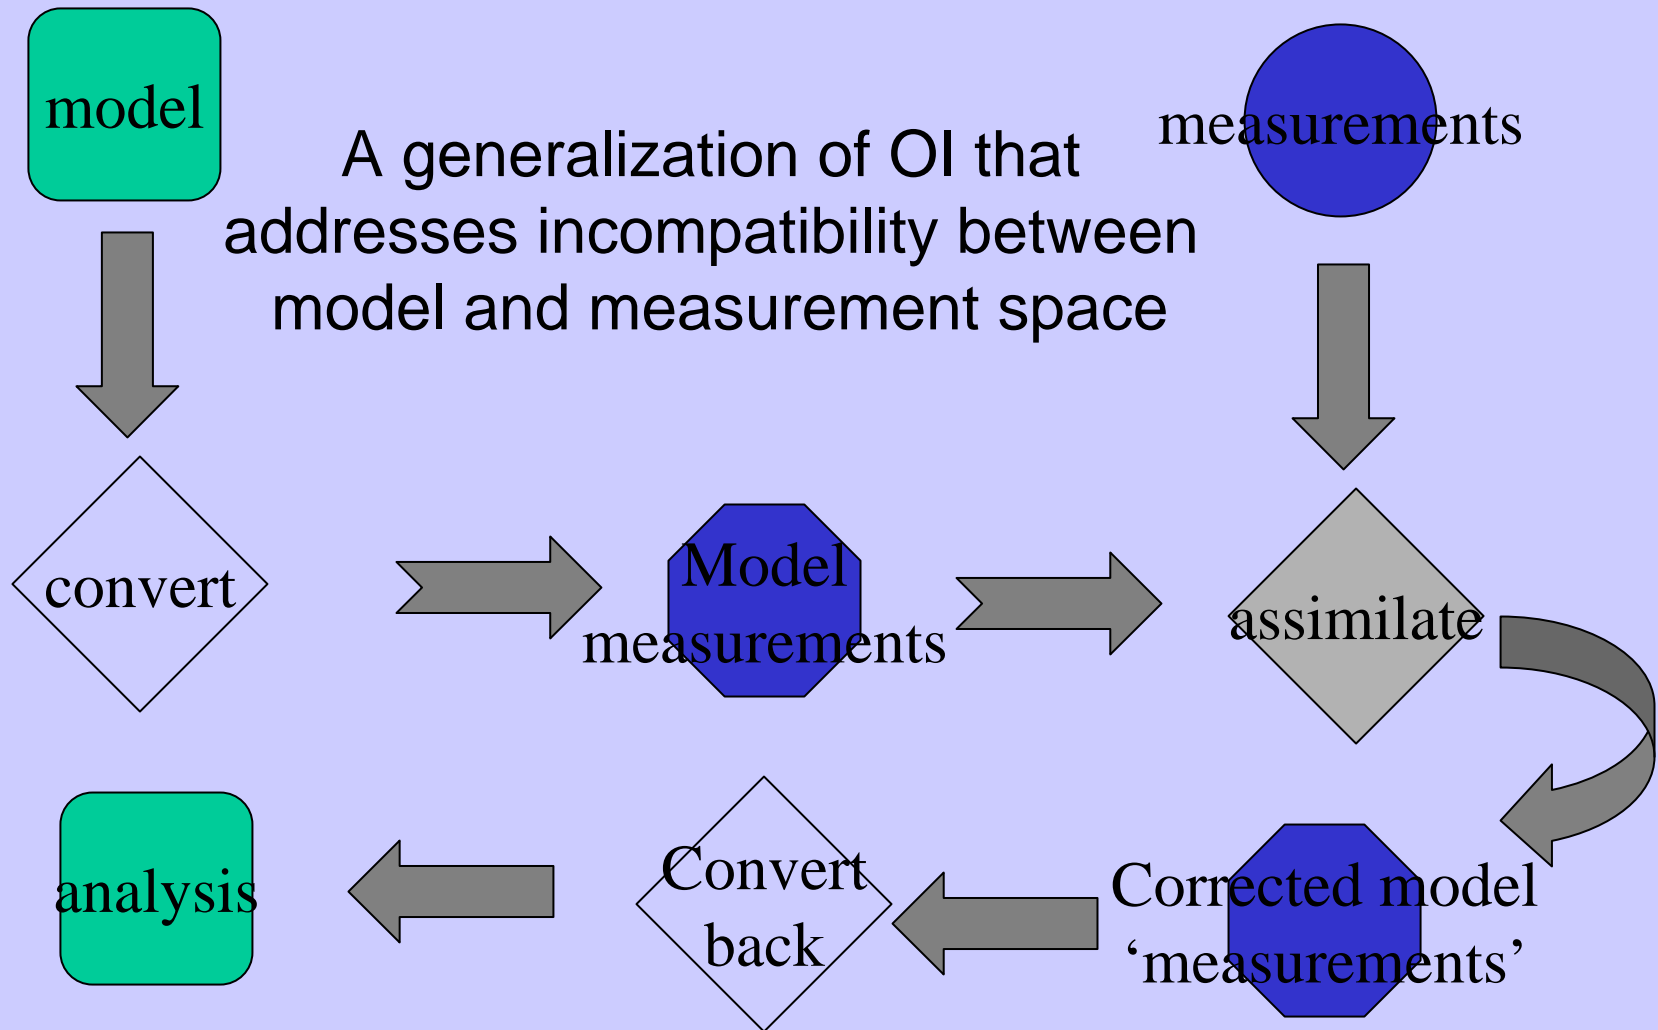 model
measurements
A generalization of OI that
addresses incompatibility between
model and measurement space
convert
Model
measurements
assimilate
analysis
Convert
back
Corrected model
‘measurements’